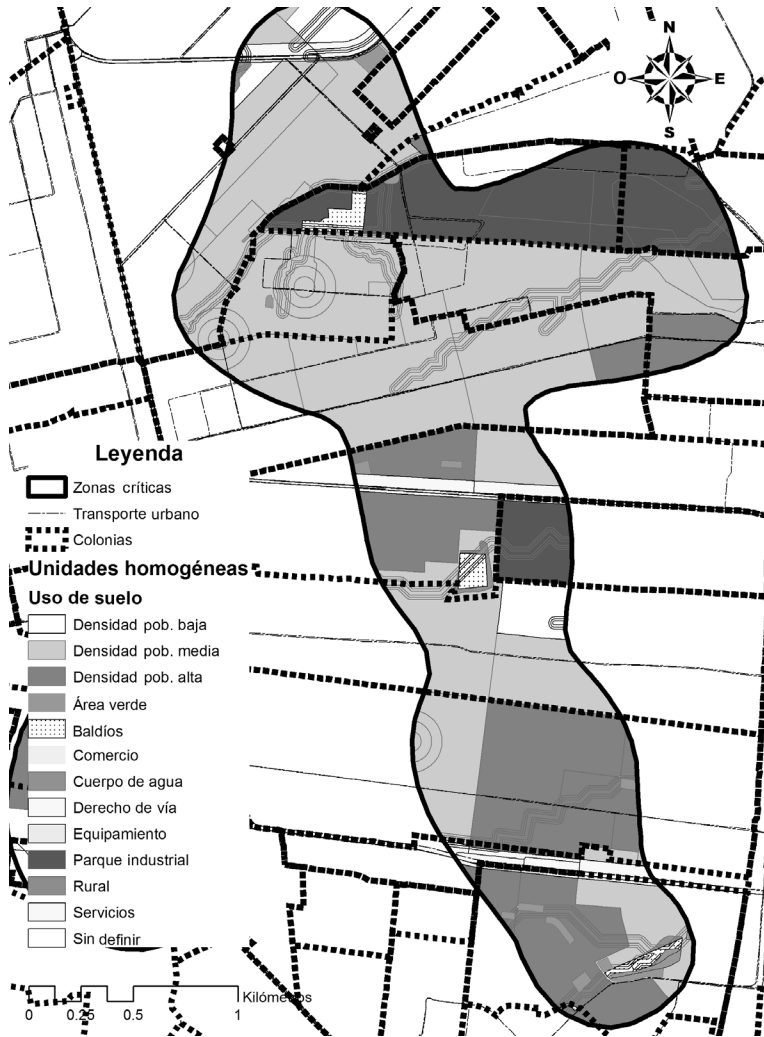 N
O E
S
Leyenda
Zonas críticas
Transporte urbano
Colonias
Unidades homogéneas
Uso de suelo
Densidad pob. baja
Densidad pob. media
Densidad pob. alta
Área verde
Baldíos
Comercio
Cuerpo de agua
Derecho de vía
Equipamiento
Parque industrial
Rural
Servicios
Sin definir
Kilómetros
0 0.25 0.5 1